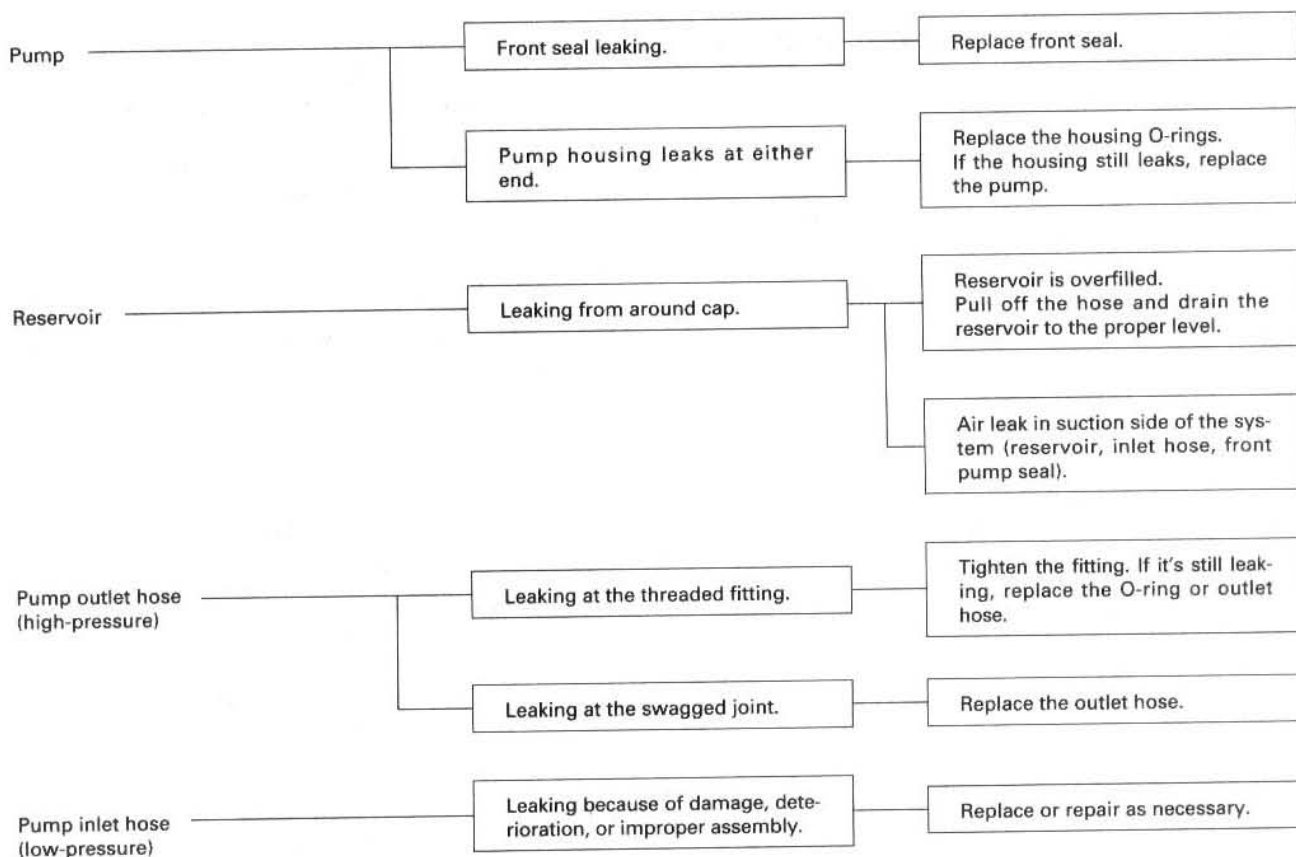 Pump
Front seal leaking.
Replace front seal.
Pump housing leaks at either
end.
Replace the housing O-rings.
If the housing still leaks, replace
the pump.
Reservoir
Leaking from around cap.
Reservoir is overfilled.
Pull off the hose and drain the
reservoir to the proper level.
Air leak in suction side of the sys-
tem (reservoir, inlet hose, front
pump seal).
Pump outlet hose
(high-pressure)
Leaking at the threaded fitting.
Tighten the fitting. If it's still leak-
ing, replace the O-ring or outlet
hose.
Leaking at the swagged joint.
Replace the outlet hose.
Pump inlet hose
(low-pressure)
Leaking because of damage, dete-
rioration, or improper assembly.
Replace or repair as necessary.